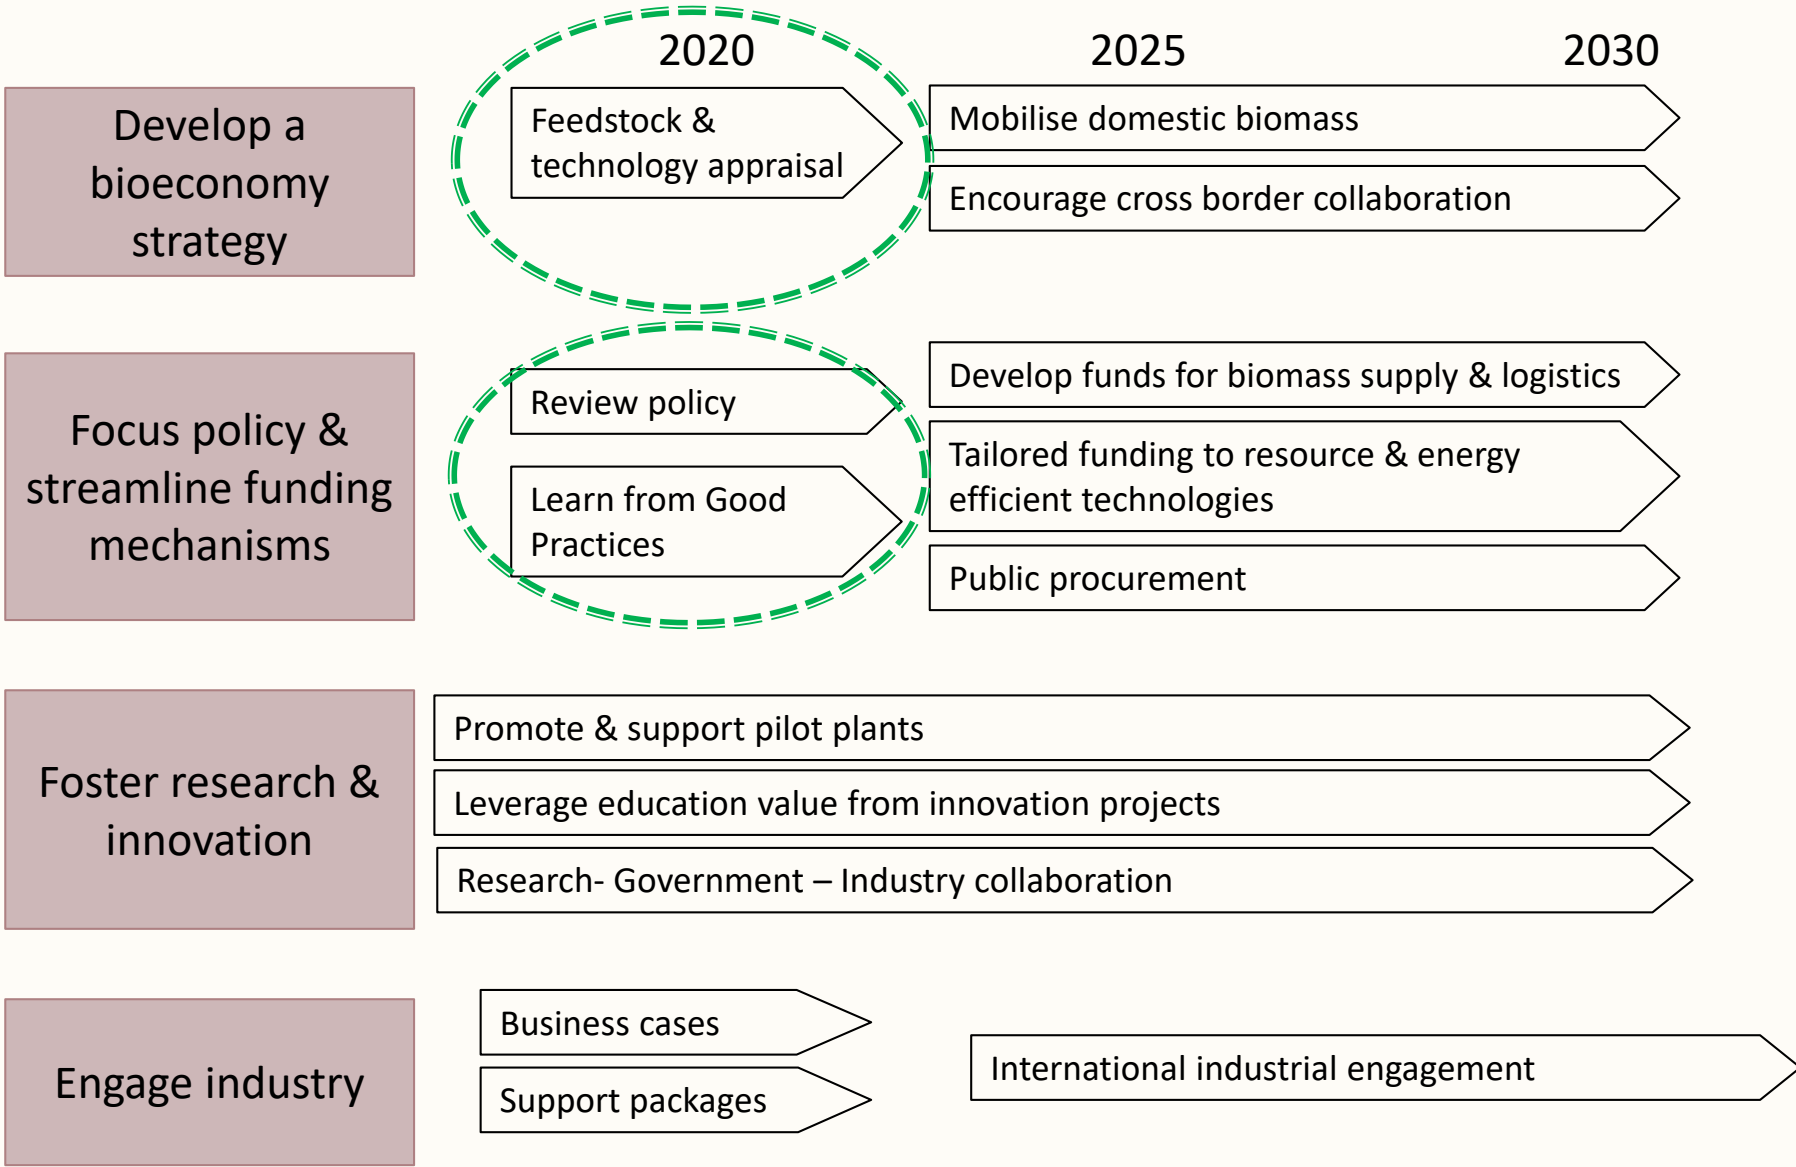 2020
2025
2030
Develop a
bioeconomy
strategy
Feedstock &
technology appraisal
Mobilise domestic biomass
Encourage cross border collaboration
Focus policy &
streamline funding
mechanisms
Review policy
Learn from Good
Practices
Develop funds for biomass supply & logistics
Tailored funding to resource & energy
efficient technologies
Public procurement
Foster research &
innovation
Promote & support pilot plants
Leverage education value from innovation projects
Research- Government – Industry collaboration
Engage industry
Business cases
Support packages
International industrial engagement